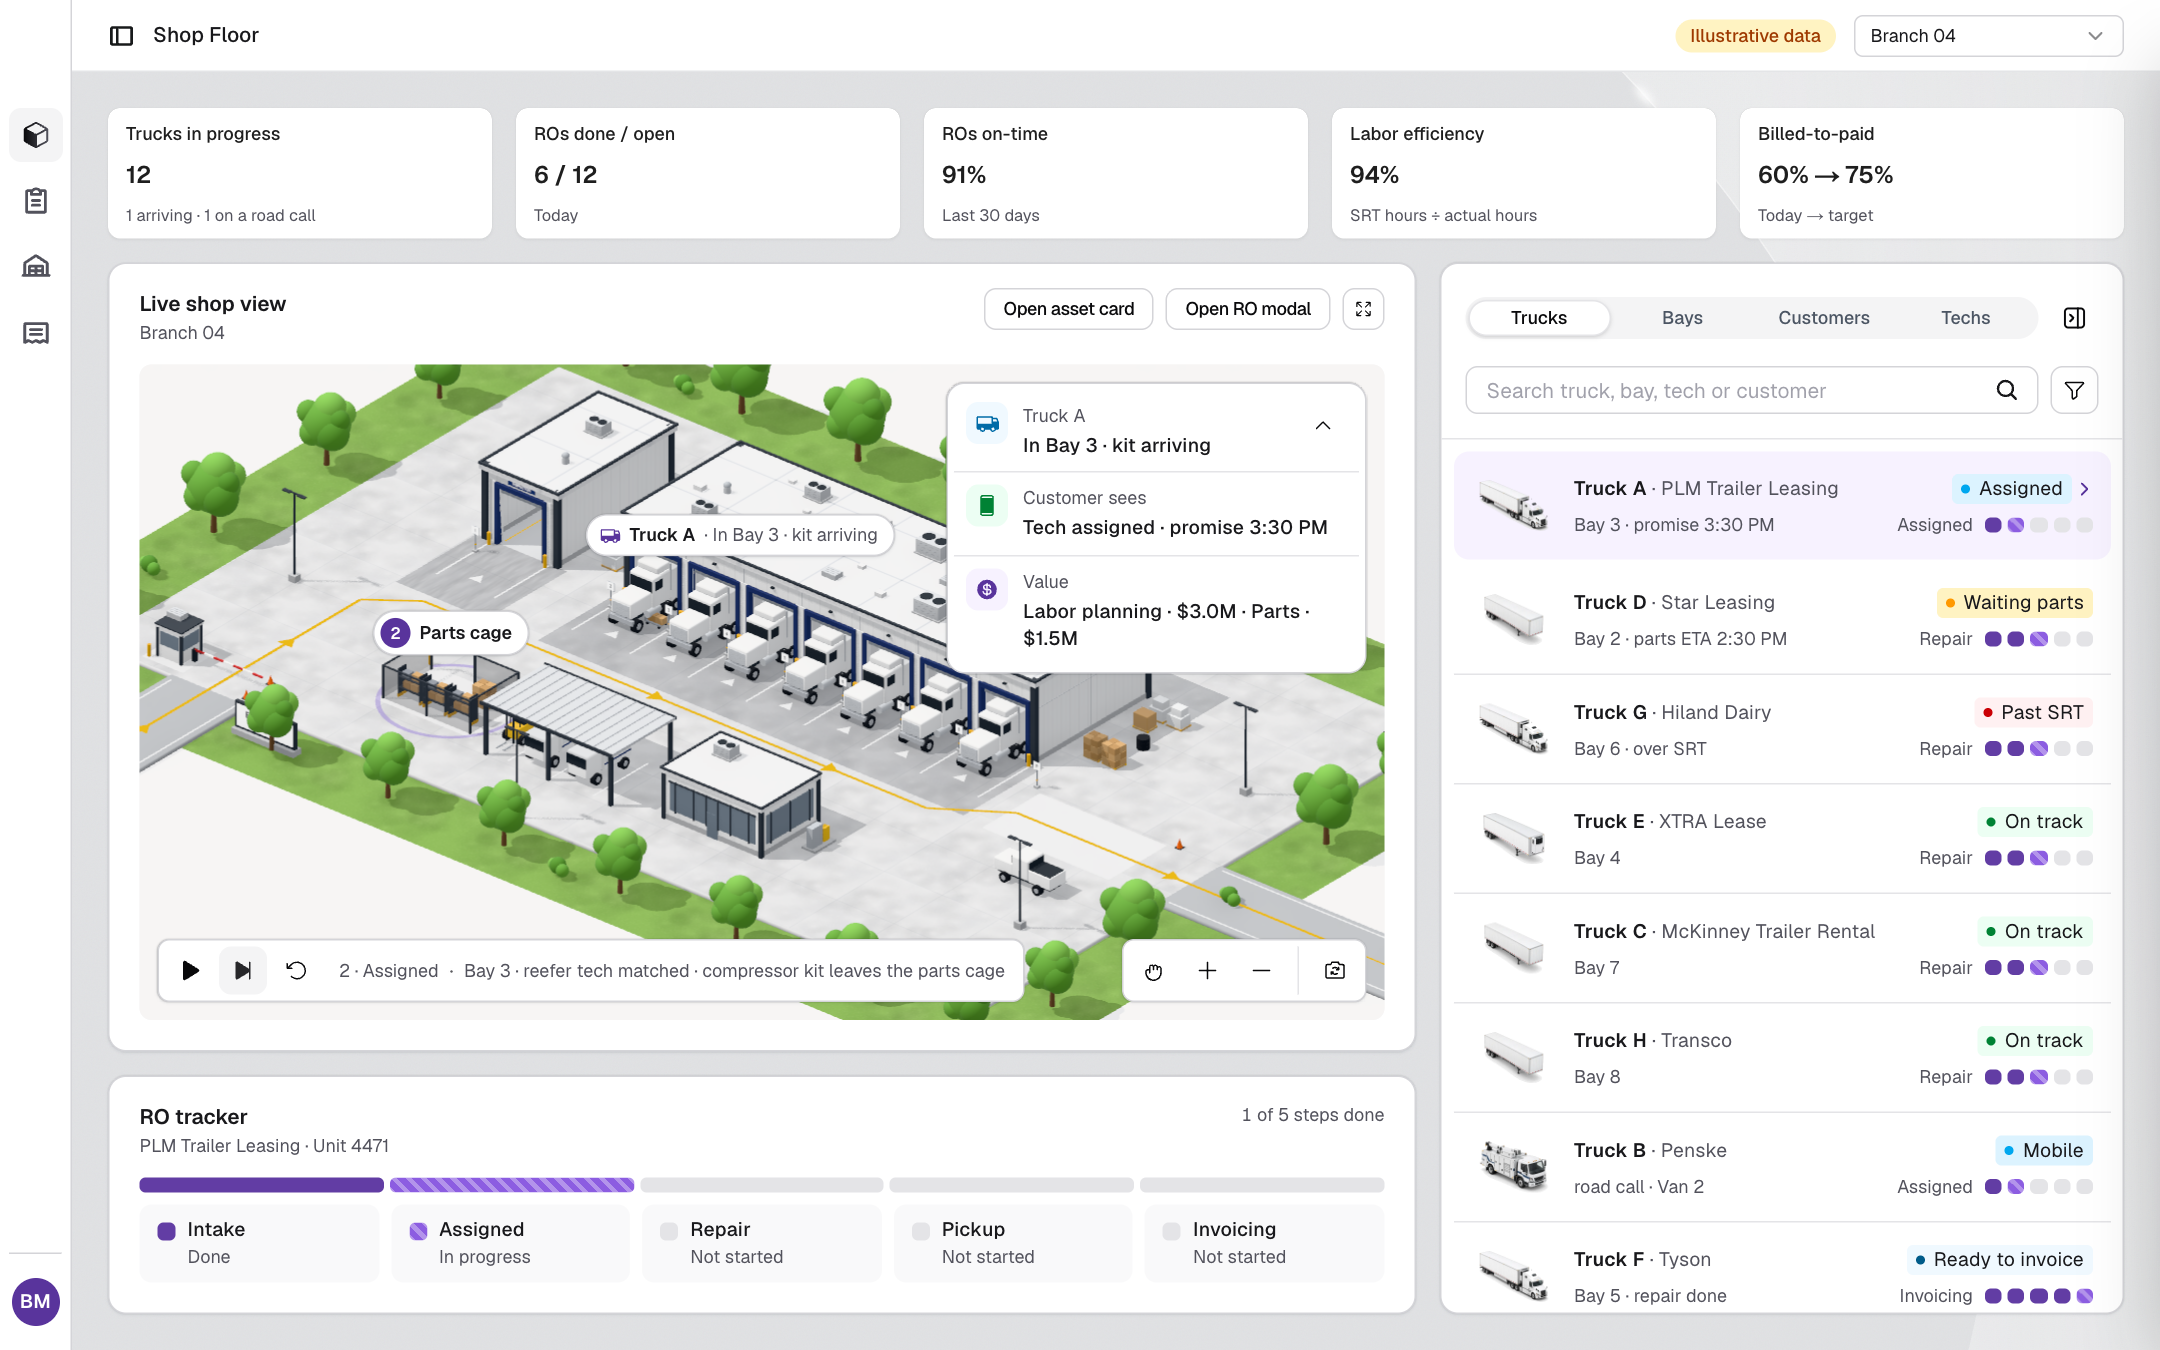 Shop Floor
Illustrative data
Branch 04
Trucks in progress
12
1 arriving · 1 on a road call
ROs done / open
6 / 12
Today
ROs on-time
91%
Last 30 days
Labor efficiency
94%
SRT hours ÷ actual hours
Billed-to-paid
60% → 75%
Today → target
Live shop view
Branch 04
Open asset card
Open RO modal
Truck A
In Bay 3 · kit arriving
Customer sees
Tech assigned · promise 3:30 PM
Value
Labor planning · $3.0M · Parts ·
$1.5M
Truck A · In Bay 3 · kit arriving
2 Parts cage
2 · Assigned · Bay 3 · reefer tech matched · compressor kit leaves the parts cage
RO tracker
PLM Trailer Leasing · Unit 4471
1 of 5 steps done
Intake
Done
Assigned
In progress
Repair
Not started
Pickup
Not started
Invoicing
Not started
Trucks
Bays
Customers
Techs
Search truck, bay, tech or customer
Truck A · PLM Trailer Leasing
Assigned
Bay 3 · promise 3:30 PM
Assigned
Truck D · Star Leasing
Waiting parts
Bay 2 · parts ETA 2:30 PM
Repair
Truck G · Hiland Dairy
Past SRT
Bay 6 · over SRT
Repair
Truck E · XTRA Lease
On track
Bay 4
Repair
Truck C · McKinney Trailer Rental
On track
Bay 7
Repair
Truck H · Transco
On track
Bay 8
Repair
Truck B · Penske
Mobile
road call · Van 2
Assigned
Truck F · Tyson
Ready to invoice
Bay 5 · repair done
Invoicing
BM